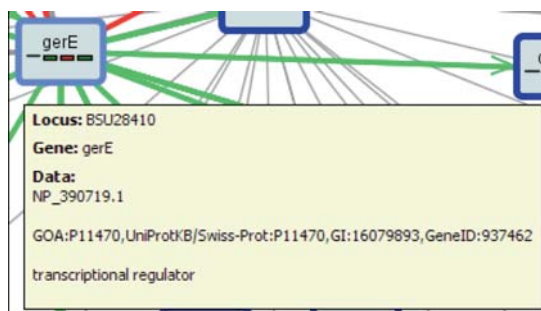 gerE
Locus: BSU28410
Gene: gerE
Data:
NP_390719.1
GOA:P11470,UniProtKB/Swiss-Prot:P11470,GI:16079893,GeneID:937462
transcriptional regulator